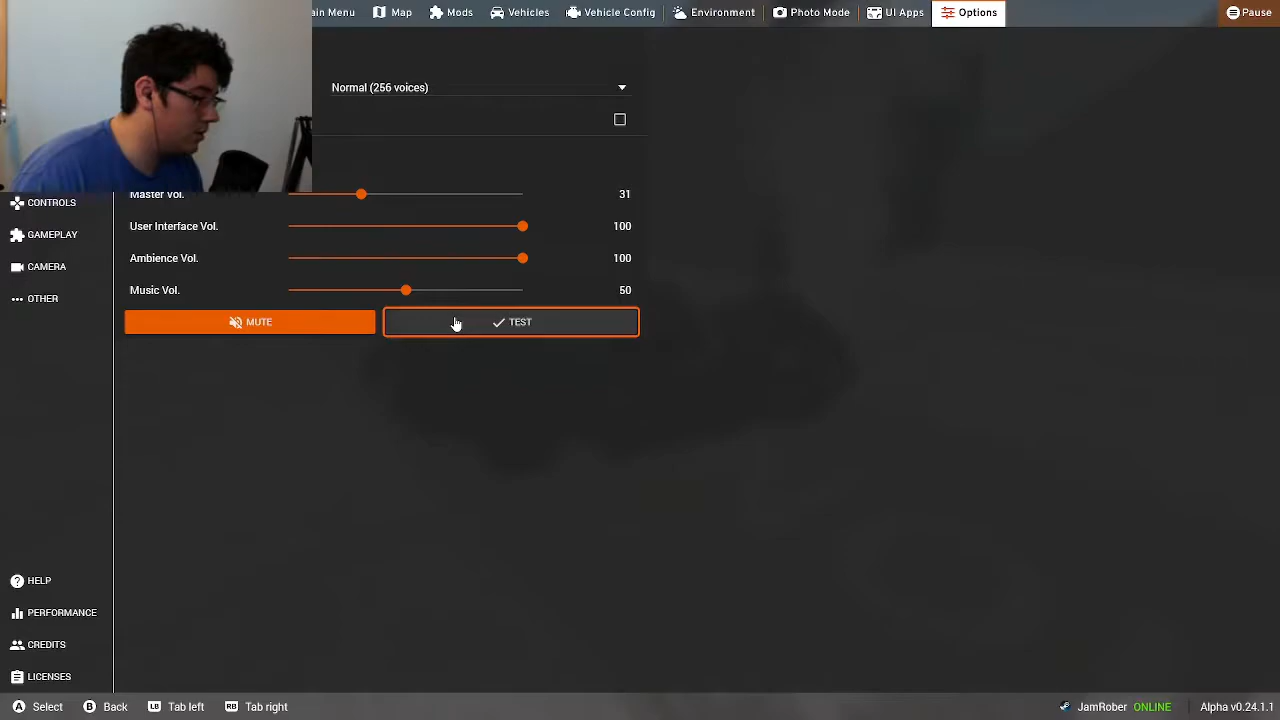 ain Menu Map Mods Vehicles Vehicle Config Environment Photo Mode UI Apps Options Pause
Normal (256 voices)
Master Vol. 31
CONTROLS
User Interface Vol. 100
GAMEPLAY
Ambience Vol. 100
CAMERA
Music Vol. 50
OTHER
MUTE TEST
HELP
PERFORMANCE
CREDITS
LICENSES
A Select B Back LB Tab left RB Tab right JamRober ONLINE Alpha v0.24.1.1